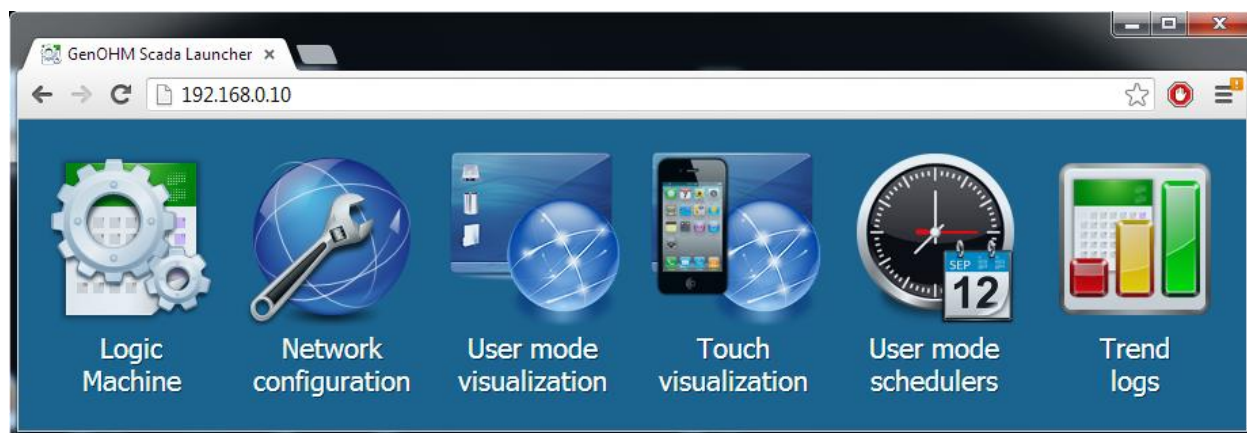 GenOHM Scada Launcher
192.168.0.10
SEP
12
Logic
Machine
Network
configuration
User mode
visualization
Touch
visualization
User mode
schedulers
Trend
logs